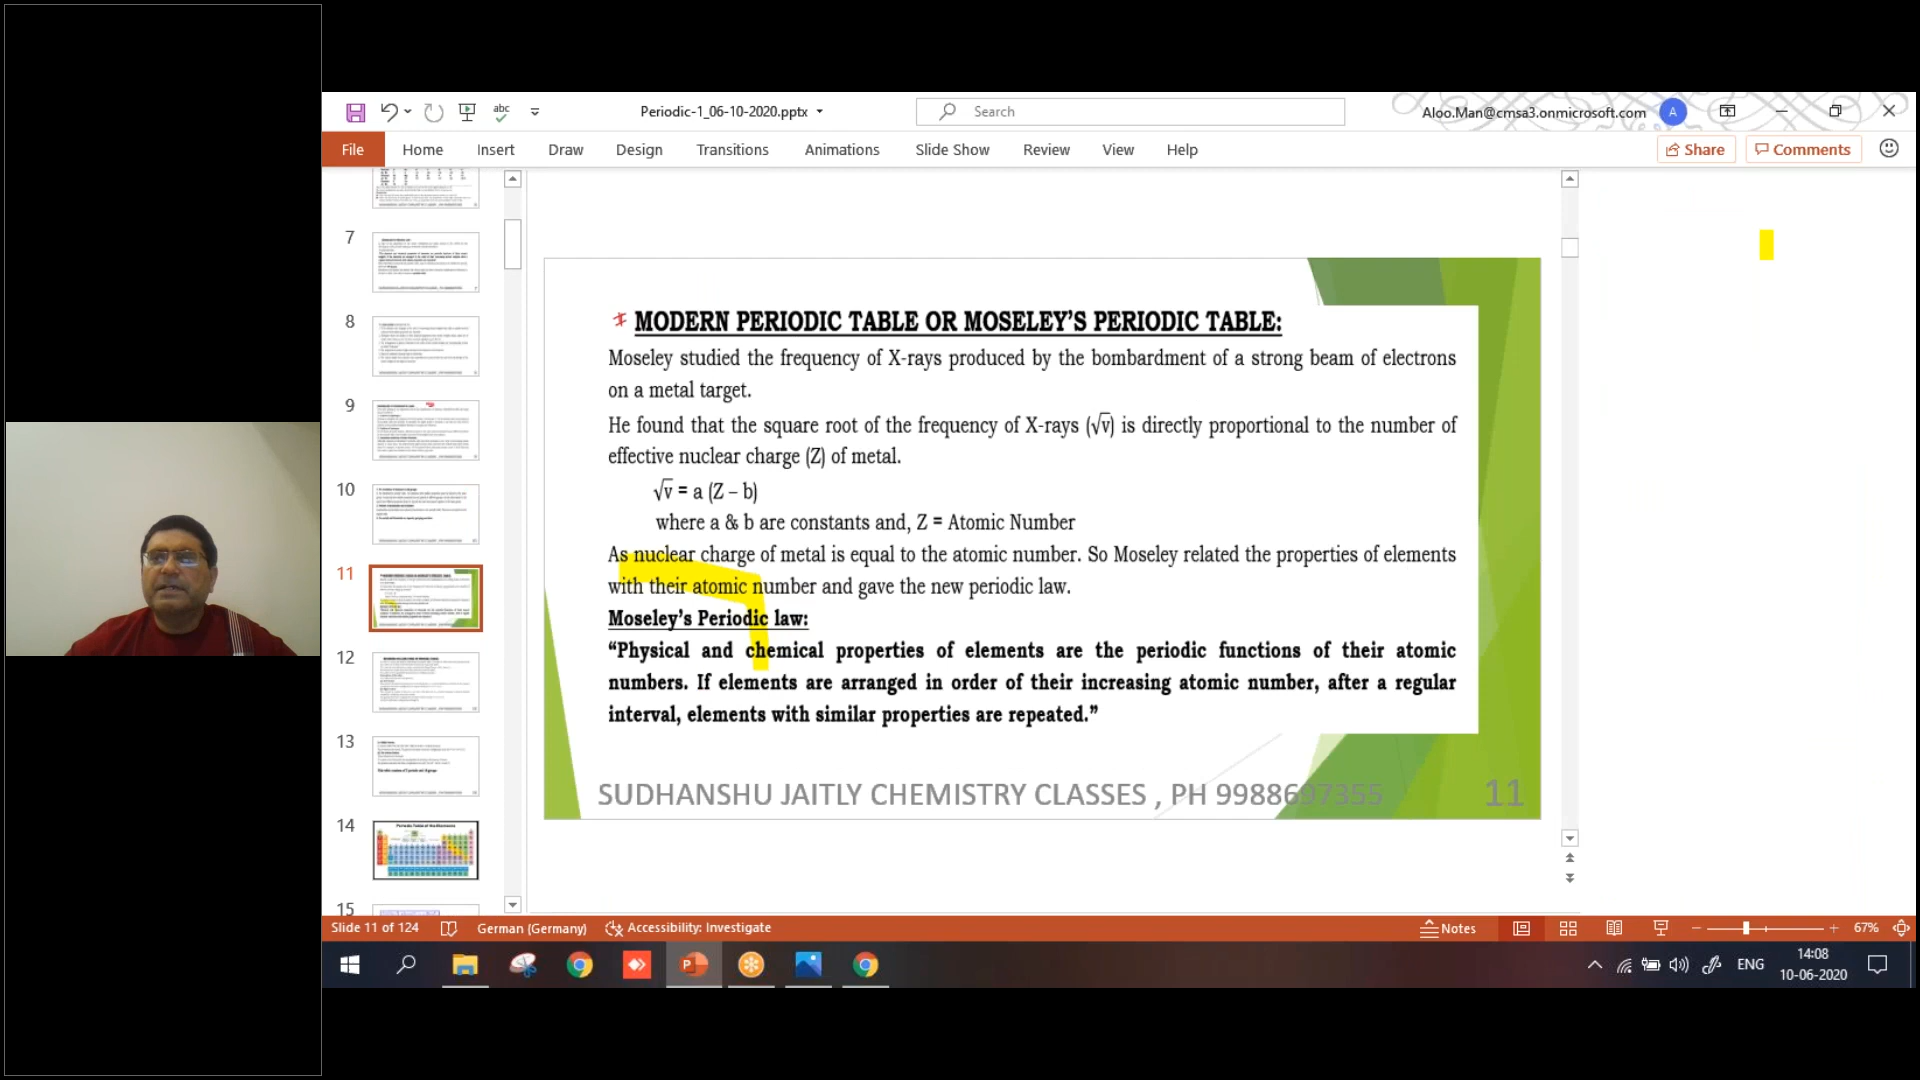 Periodic-1_06-10-2020.pptx
Search
Aloo.Man@cmsa3.onmicrosoft.com
A
abc
File
Home
Insert
Draw
Design
Transitions
Animations
Slide Show
Review
View
Help
Share
Comments
7
8
9
10
11
12
13
14
Periodic Table of the Elements
15
MODERN PERIODIC TABLE OR MOSELEY'S PERIODIC TABLE:
Moseley studied the frequency of X-rays produced by the bombardment of a strong beam of electrons
on a metal target.
He found that the square root of the frequency of X-rays (√v) is directly proportional to the number of
effective nuclear charge (Z) of metal.
√v = a (Z – b)
where a & b are constants and, Z = Atomic Number
As nuclear charge of metal is equal to the atomic number. So Moseley related the properties of elements
with their atomic number and gave the new periodic law.
Moseley's Periodic law:
“Physical and chemical properties of elements are the periodic functions of their atomic
numbers. If elements are arranged in order of their increasing atomic number, after a regular
interval, elements with similar properties are repeated.”
SUDHANSHU JAITLY CHEMISTRY CLASSES , PH 9988697355
11
Slide 11 of 124
German (Germany)
Accessibility: Investigate
Notes
67%
ENG
14:08
10-06-2020